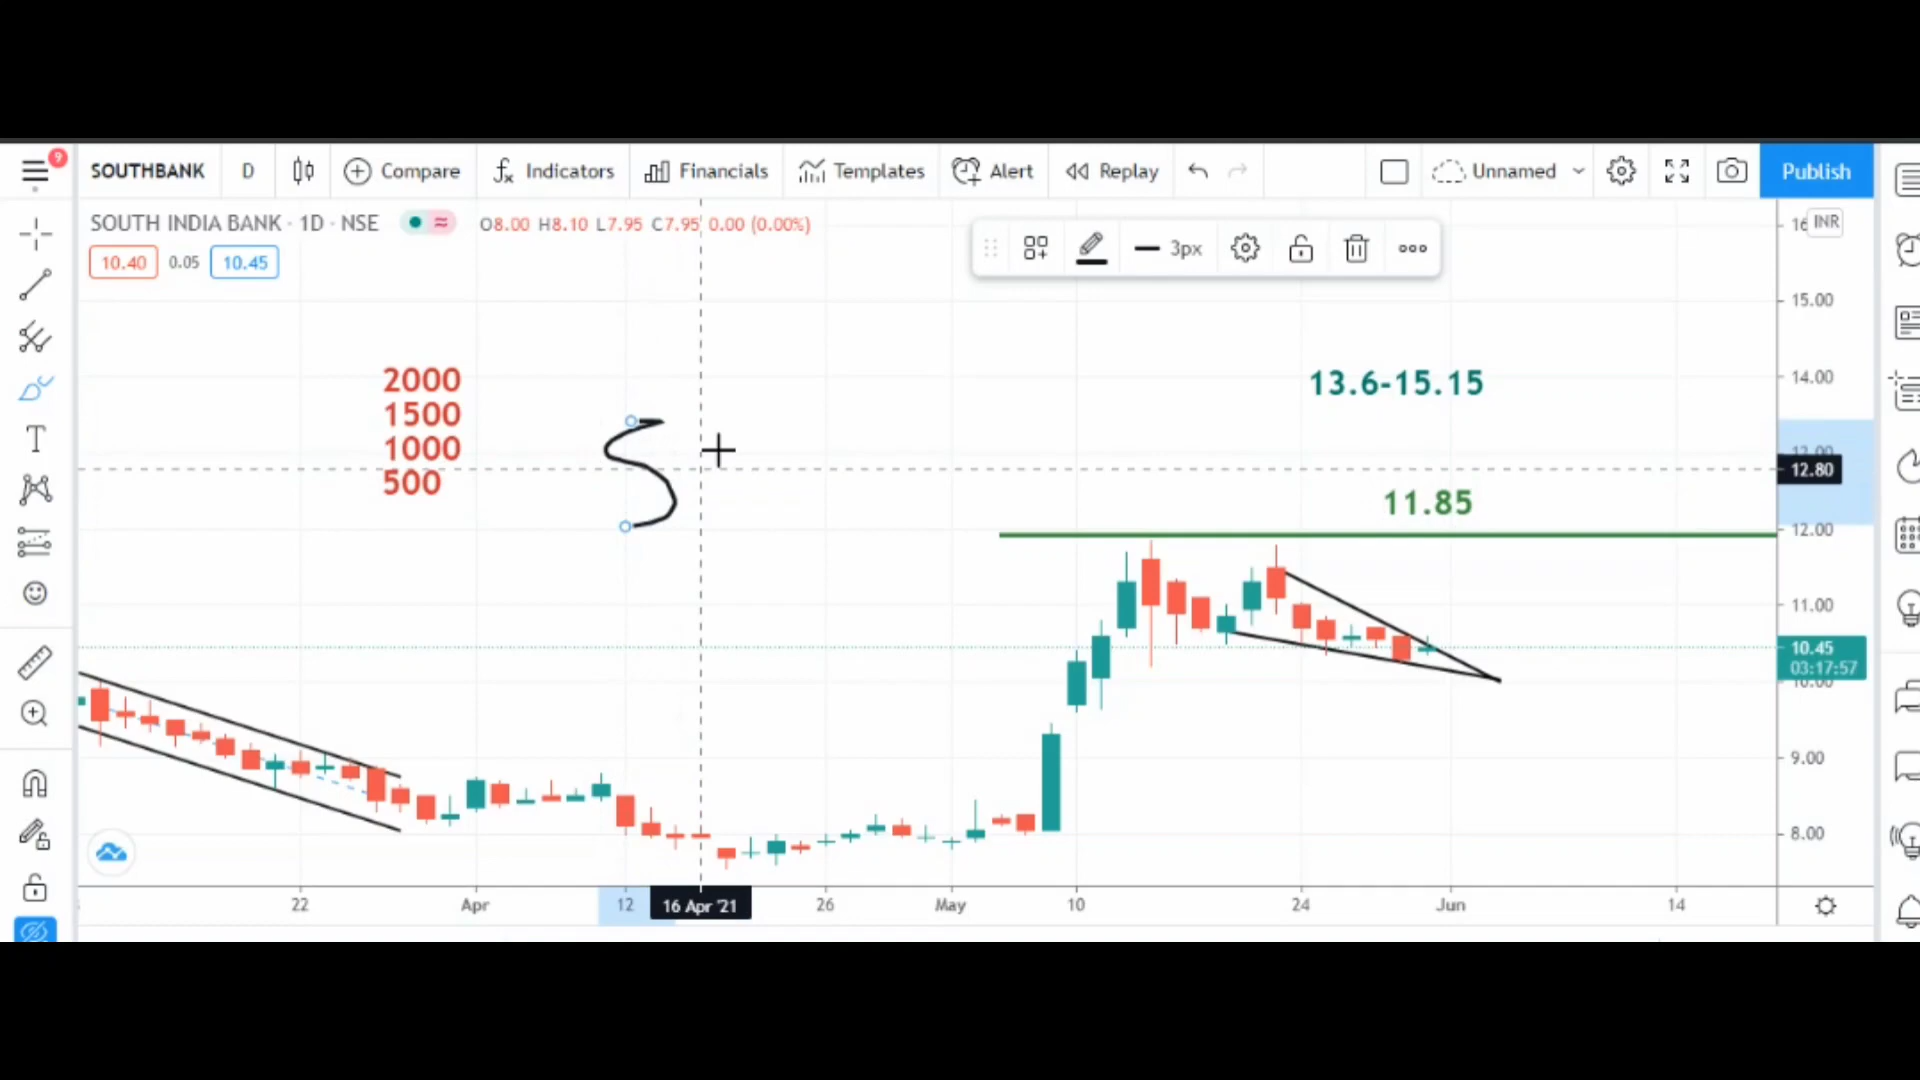 9
SOUTHBANK D Compare Indicators Financials Templates Alert Replay Unnamed Publish
SOUTH INDIA BANK · 1D · NSE O8.00 H8.10 L7.95 C7.95 0.00 (0.00%)
INR
10.40 0.05 10.45
3px
15.00
14.00
2000
1500
1000
500
13.6-15.15
12.80
11.85
12.00
11.00
10.45
03:17:57
9.00
8.00
22 Apr 12 16 Apr '21 26 May 10 24 Jun 14